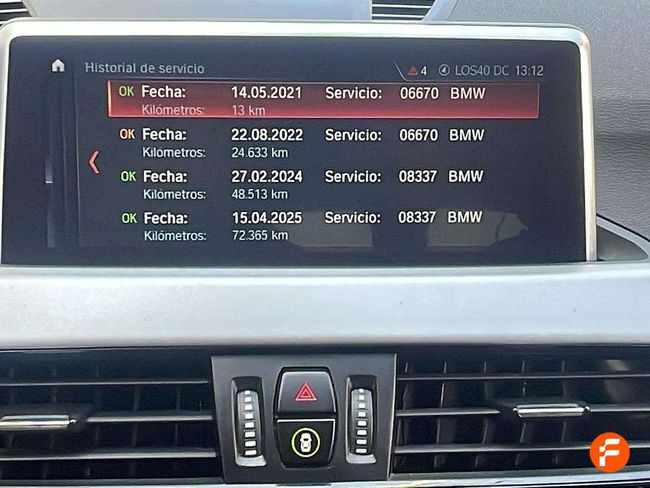 Historial de servicio 4 4 LOS40 DC 13:12
OK Fecha: 14.05.2021 Servicio: 06670 BMW
Kilómetros: 13 km
OK Fecha: 22.08.2022 Servicio: 06670 BMW
Kilómetros: 24.633 km
OK Fecha: 27.02.2024 Servicio: 08337 BMW
Kilómetros: 48.513 km
OK Fecha: 15.04.2025 Servicio: 08337 BMW
Kilómetros: 72.365 km